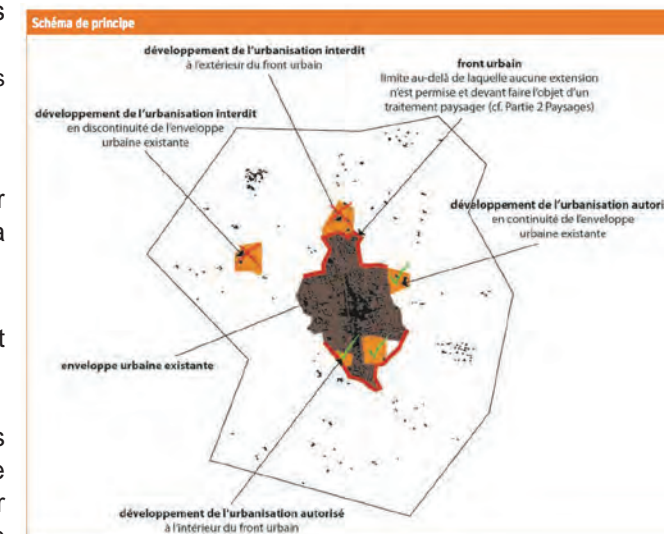 Schéma de principe
développement de l'urbanisation interdit
à l'extérieur du front urbain
front urbain
limite au-delà de laquelle aucune extension
n'est permise et devant faire l'objet d'un
traitement paysager (cf. Partie 2 Paysages)
développement de l'urbanisation interdit
en discontinuité de l'enveloppe
urbaine existante
développement de l'urbanisation autori
en continuité de l'enveloppe
urbaine existante
enveloppe urbaine existante
développement de l'urbanisation autorisé
à l'intérieur du front urbain